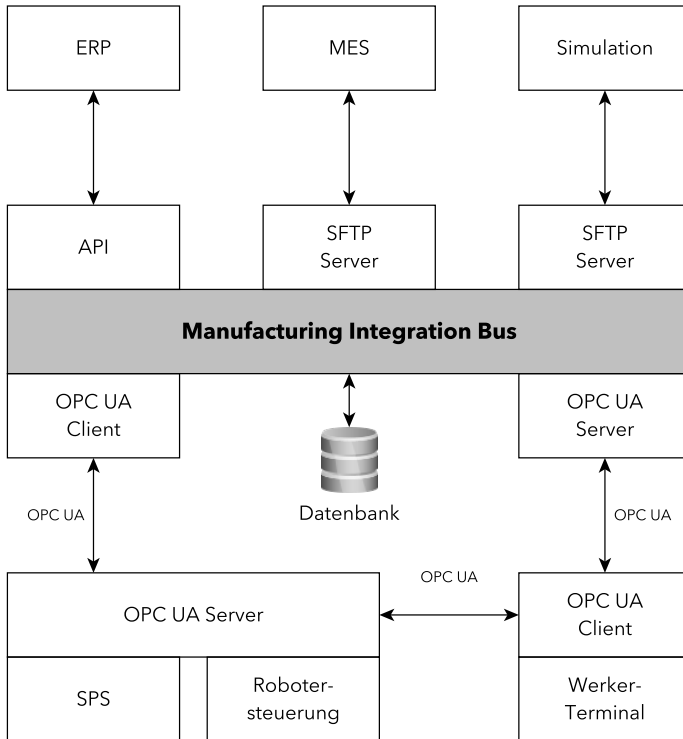 ERP
MES
Simulation
API
SFTP
Server
SFTP
Server
Manufacturing Integration Bus
OPC UA
Client
OPC UA
Server
Datenbank
OPC UA
OPC UA
OPC UA
OPC UA Server
OPC UA
Client
SPS
Roboter-
steuerung
Werker-
Terminal